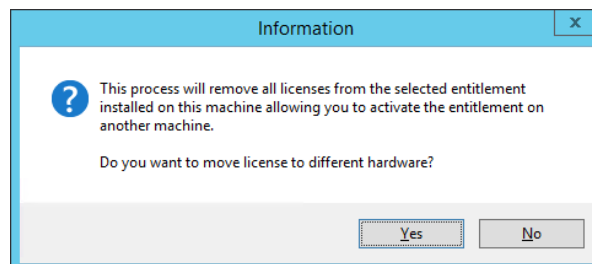 Information
x
This process will remove all licenses from the selected entitlement
installed on this machine allowing you to activate the entitlement on
another machine.
Do you want to move license to different hardware?
Yes
No